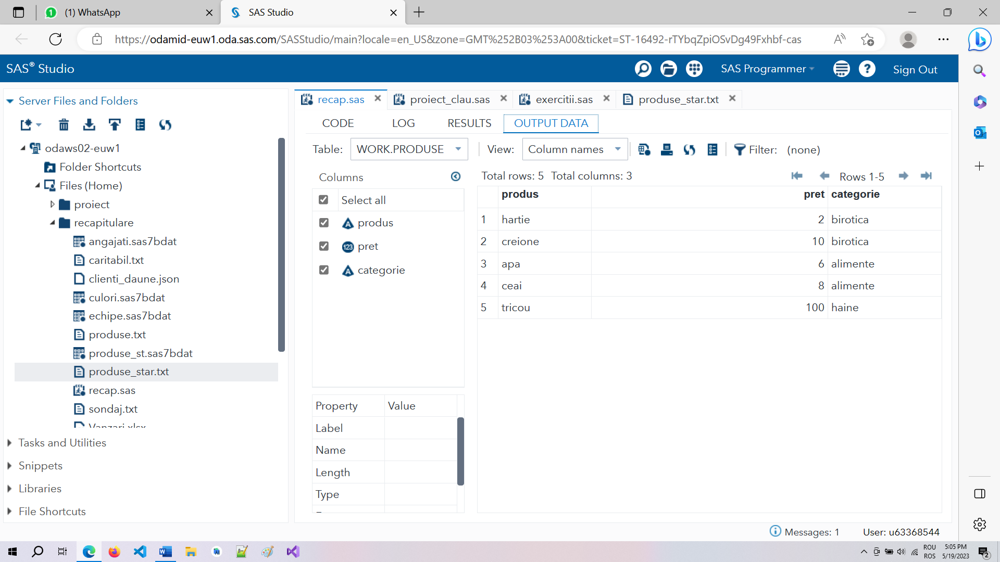 (1) WhatsApp
SAS Studio
https://odamid-euw1.oda.sas.com/SASStudio/main?locale=en_US&zone=GMT%252B03%253A00&ticket=ST-16492-rTYbqZpiOSvDg49Fxhbf-cas
SAS® Studio
SAS Programmer
Sign Out
Server Files and Folders
odaws02-euw1
Folder Shortcuts
Files (Home)
proiect
recapitulare
angajati.sas7bdat
caritabil.txt
clienti_daune.json
culori.sas7bdat
echipe.sas7bdat
produse.txt
produse_st.sas7bdat
produse_star.txt
recap.sas
sondaj.txt
Vanzari.xlsx
Tasks and Utilities
Snippets
Libraries
File Shortcuts
recap.sas
proiect_clau.sas
exercitii.sas
produse_star.txt
CODE LOG RESULTS OUTPUT DATA
Table: WORK.PRODUSE View: Column names Filter: (none)
Columns
Select all
produs
pret
categorie
Property Value
Label
Name
Length
Type
Total rows: 5 Total columns: 3 Rows 1-5
produs pret categorie
1 hartie 2 birotica
2 creione 10 birotica
3 apa 6 alimente
4 ceai 8 alimente
5 tricou 100 haine
Messages: 1 User: u63368544
ROU
ROS
5:05 PM
5/19/2023
2